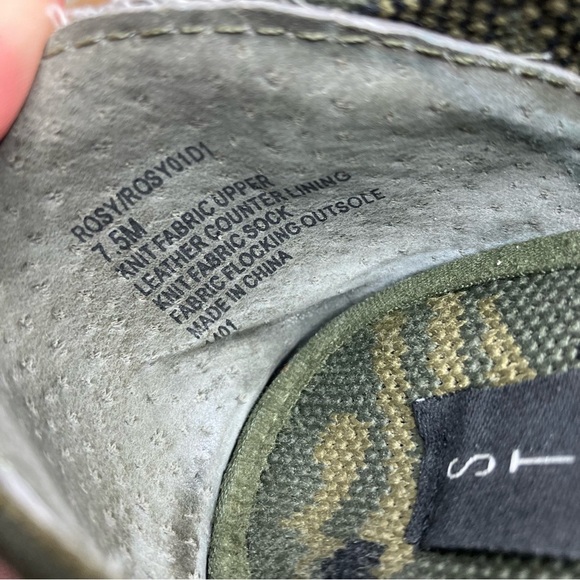 ROSY/ROSY01D1
7.5M
KNIT FABRIC UPPER
LEATHER COUNTER LINING
KNIT FABRIC SOCK
FABRIC FLOCKING OUTSOLE
MADE IN CHINA
ST